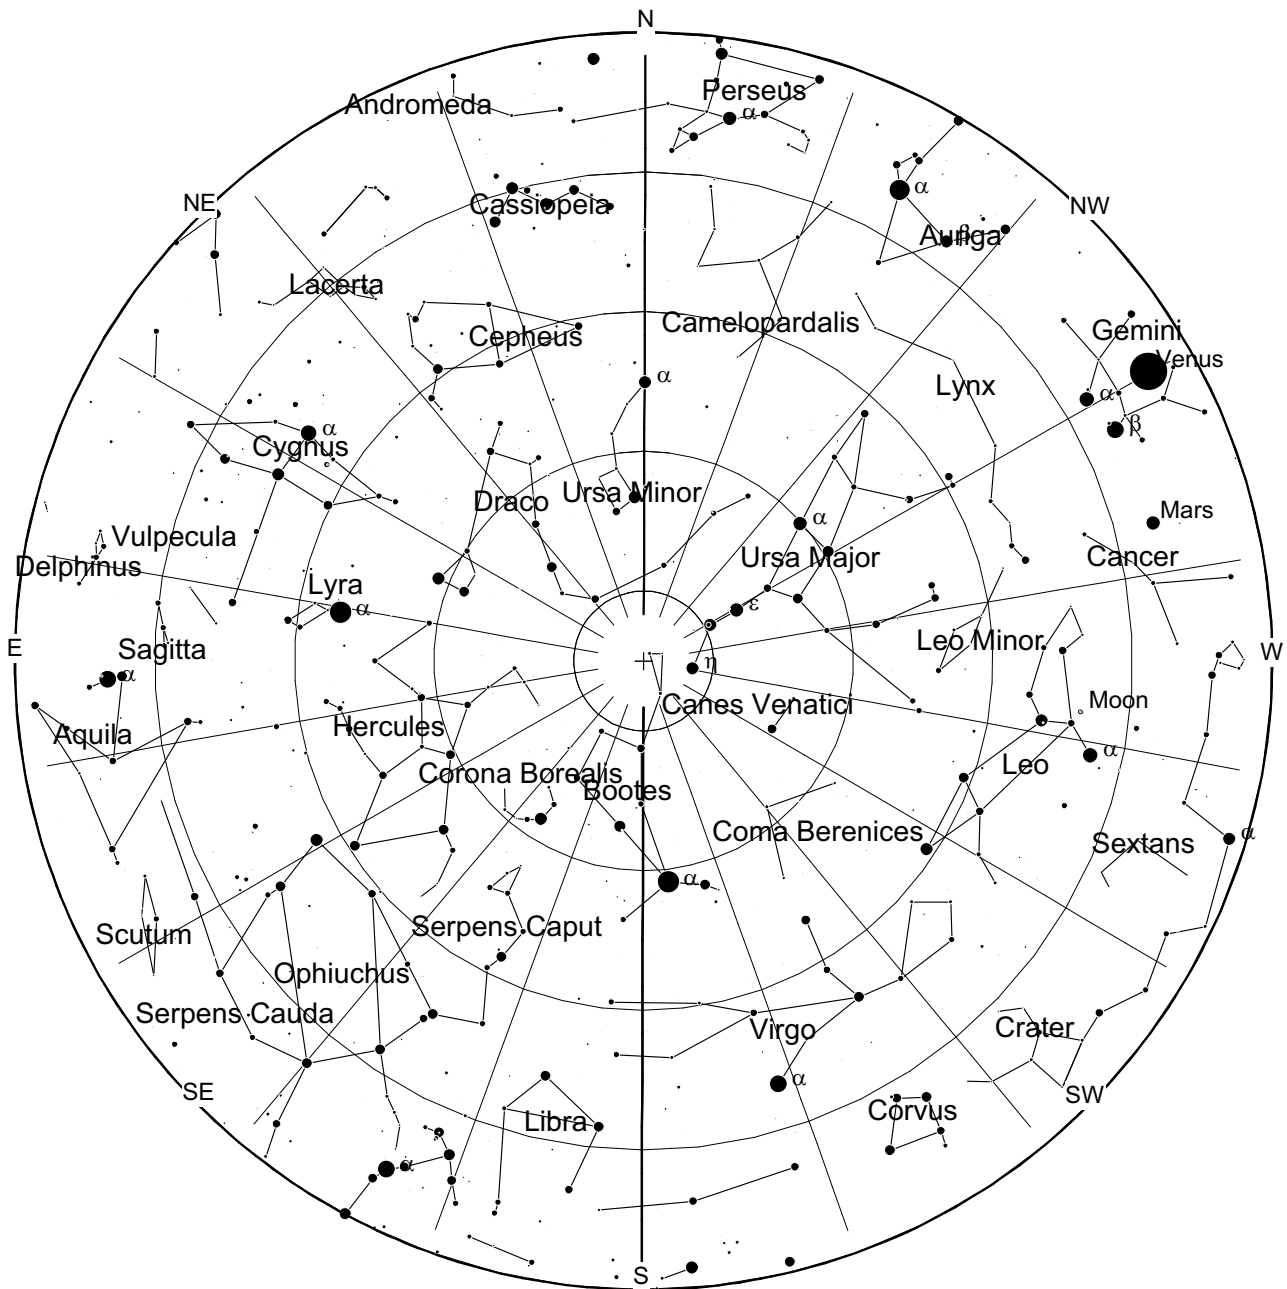 N
Perseus
Andromeda
α
α
NE
Cassiopeia
NW
β
Auriga
Lacerta
Camelopardalis
Gemini
Cepheus
Venus
α
Lynx
α
β
α
Cygnus
Draco
Ursa Minor
Mars
α
Vulpecula
Ursa Major
Cancer
Delphinus
Lyra
α
ε
Leo Minor
E
Sagitta
W
α
η
Canes Venatici
Moon
Hercules
Aquila
α
Leo
Corona Borealis
Bootes
Coma Berenices
α
Sextans
α
Serpens Caput
Scutum
Ophiuchus
Serpens Cauda
Virgo
Crater
α
SE
SW
Corvus
Libra
α
S